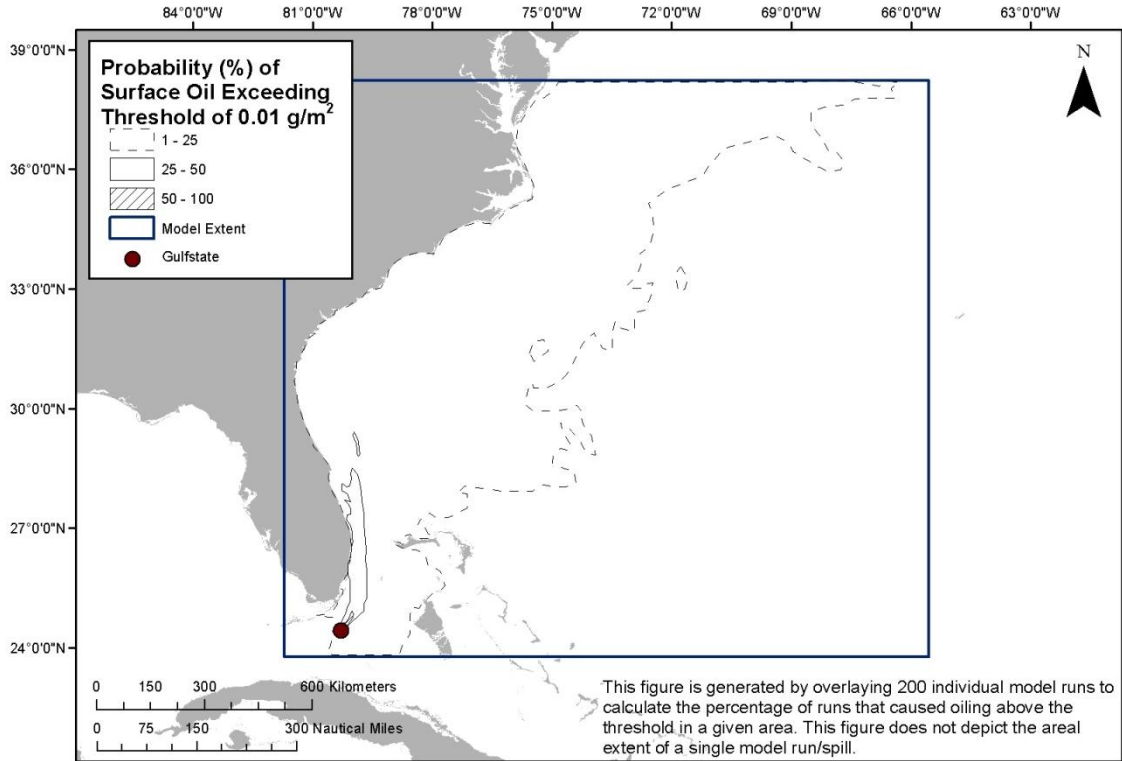 84°0'0"W 81°0'0"W 78°0'0"W 75°0'0"W 72°0'0"W 69°0'0"W 66°0'0"W 63°0'0"W
39°0'0"N
36°0'0"N
33°0'0"N
30°0'0"N
27°0'0"N
24°0'0"N
Probability (%) of
Surface Oil Exceeding
Threshold of 0.01 g/m²
1 - 25
25 - 50
50 - 100
Model Extent
Gulfstate
N
0 150 300 600 Kilometers
0 75 150 300 Nautical Miles
This figure is generated by overlaying 200 individual model runs to
calculate the percentage of runs that caused oiling above the
threshold in a given area. This figure does not depict the areal
extent of a single model run/spill.